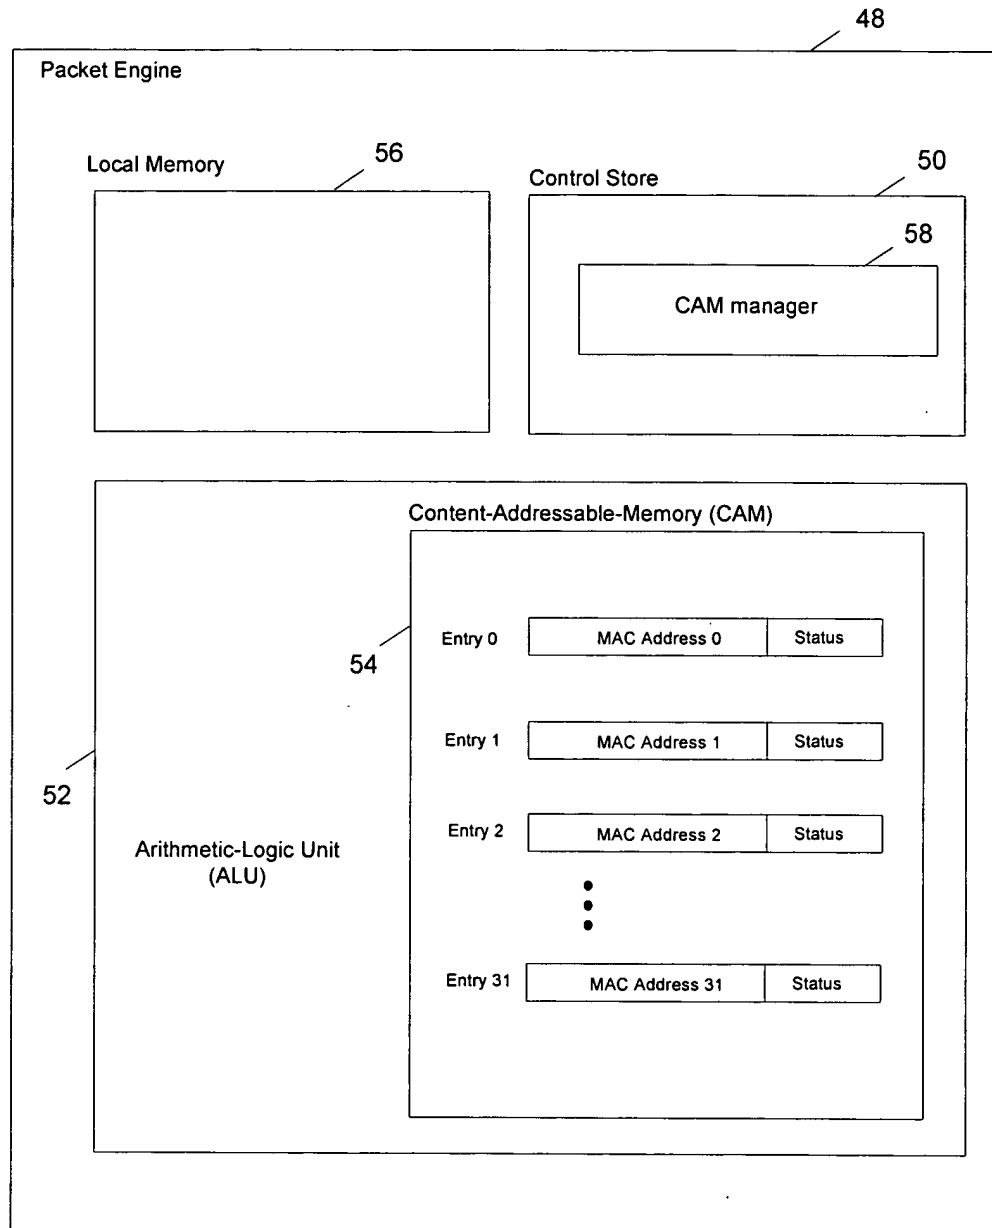 48
Packet Engine
Local Memory
56
Control Store
50
58
CAM manager
Content-Addressable-Memory (CAM)
54
Entry 0
MAC Address 0
Status
Entry 1
MAC Address 1
Status
52
Entry 2
MAC Address 2
Status
Arithmetic-Logic Unit
(ALU)
Entry 31
MAC Address 31
Status